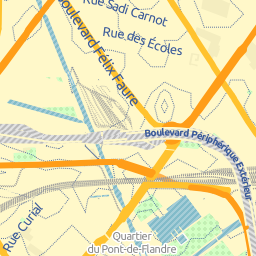 Rue Sadi Carnot
Rue des Écoles
Boulevard Félix Faure
Boulevard Périphérique Extérieur
Rue Curial
Quartier
du Pont-de-Flandre